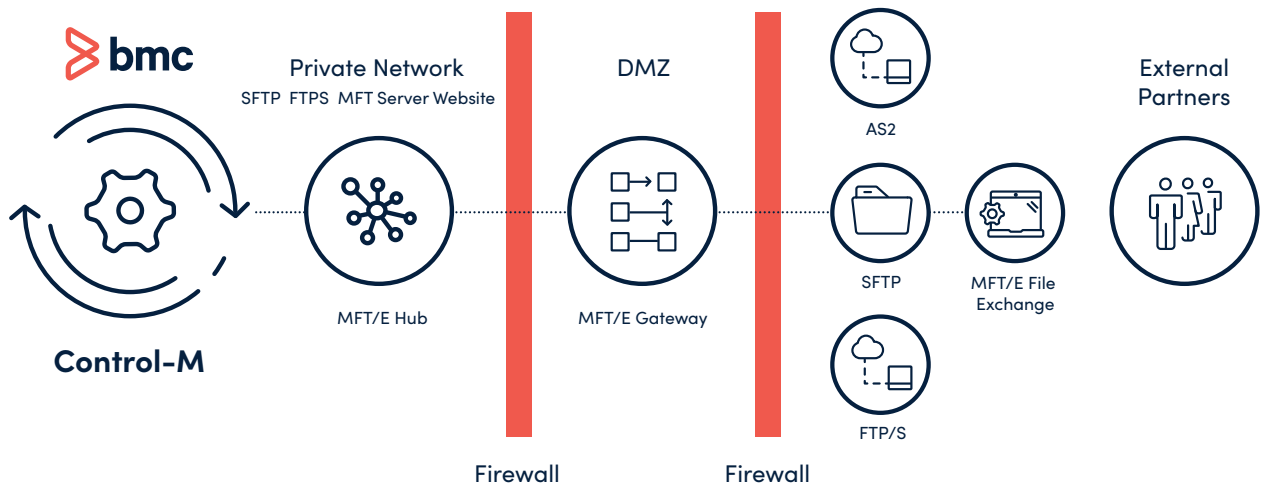 bmc
Control-M
Private Network
SFTP FTPS MFT Server Website
MFT/E Hub
Firewall
DMZ
MFT/E Gateway
Firewall
AS2
SFTP
MFT/E File
Exchange
FTP/S
External
Partners